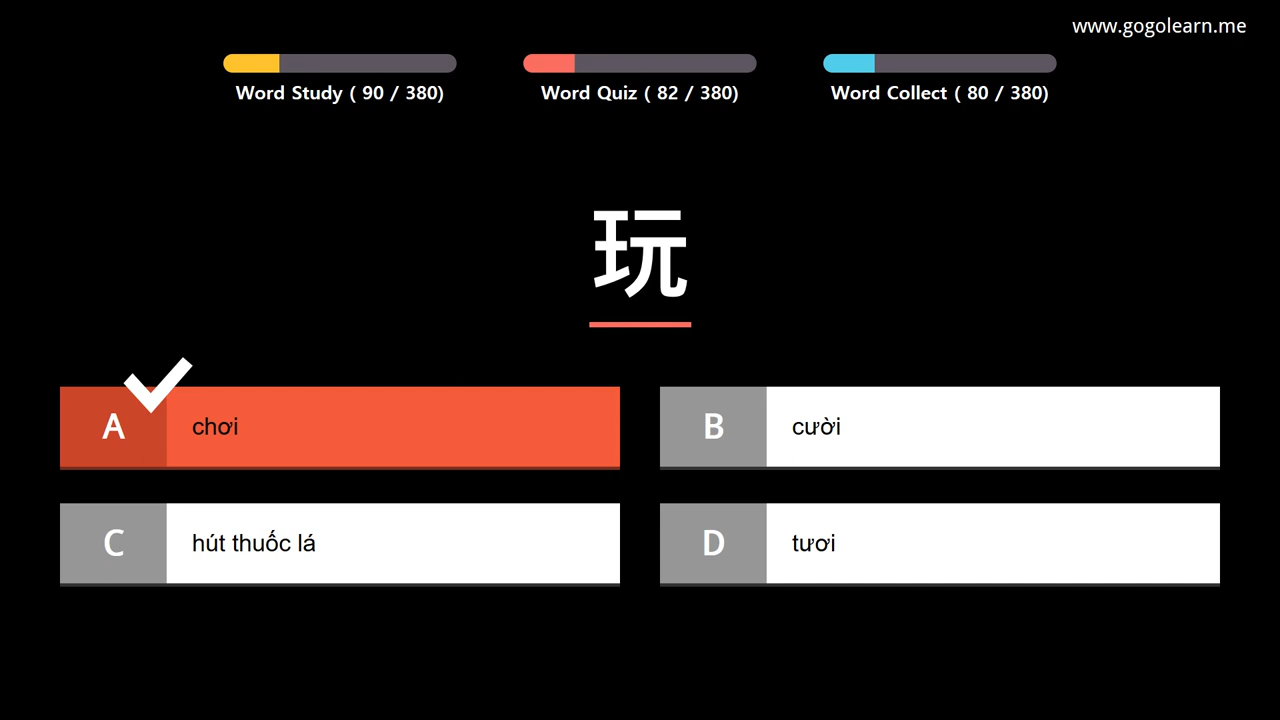 www.gogolearn.me
Word Study ( 90 / 380)
Word Quiz ( 82 / 380)
Word Collect ( 80 / 380)
玩
A chơi
B cười
C hút thuốc lá
D tươi